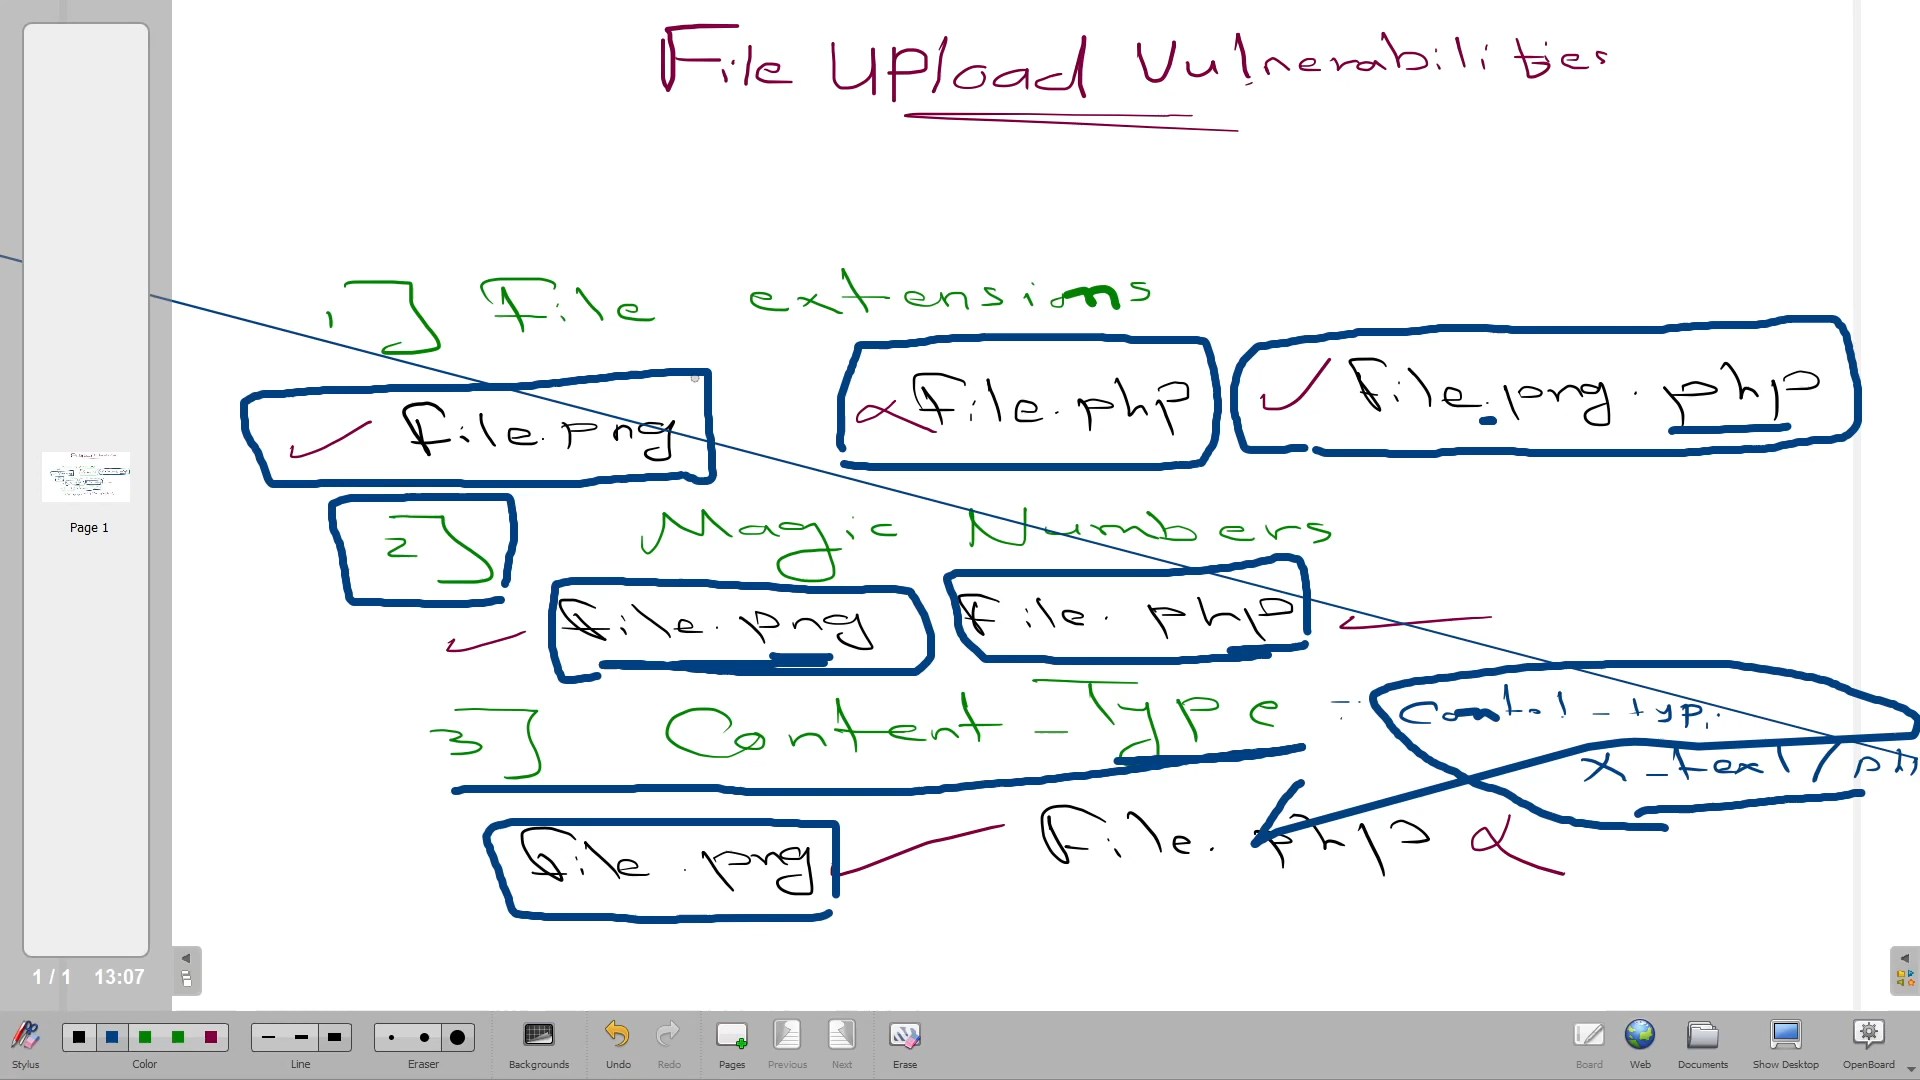 File Upload Vulnerabilities
1] File extensions
file.png
file.php
file.png.php
2] Magic Numbers
file.png
file.php
3] Content-Type
file.png
file.php
Page 1
1 / 1 13:07
Stylus
Color
Line
Eraser
Backgrounds
Undo
Redo
Pages
Previous
Next
Erase
Board
Web
Documents
Show Desktop
OpenBoard